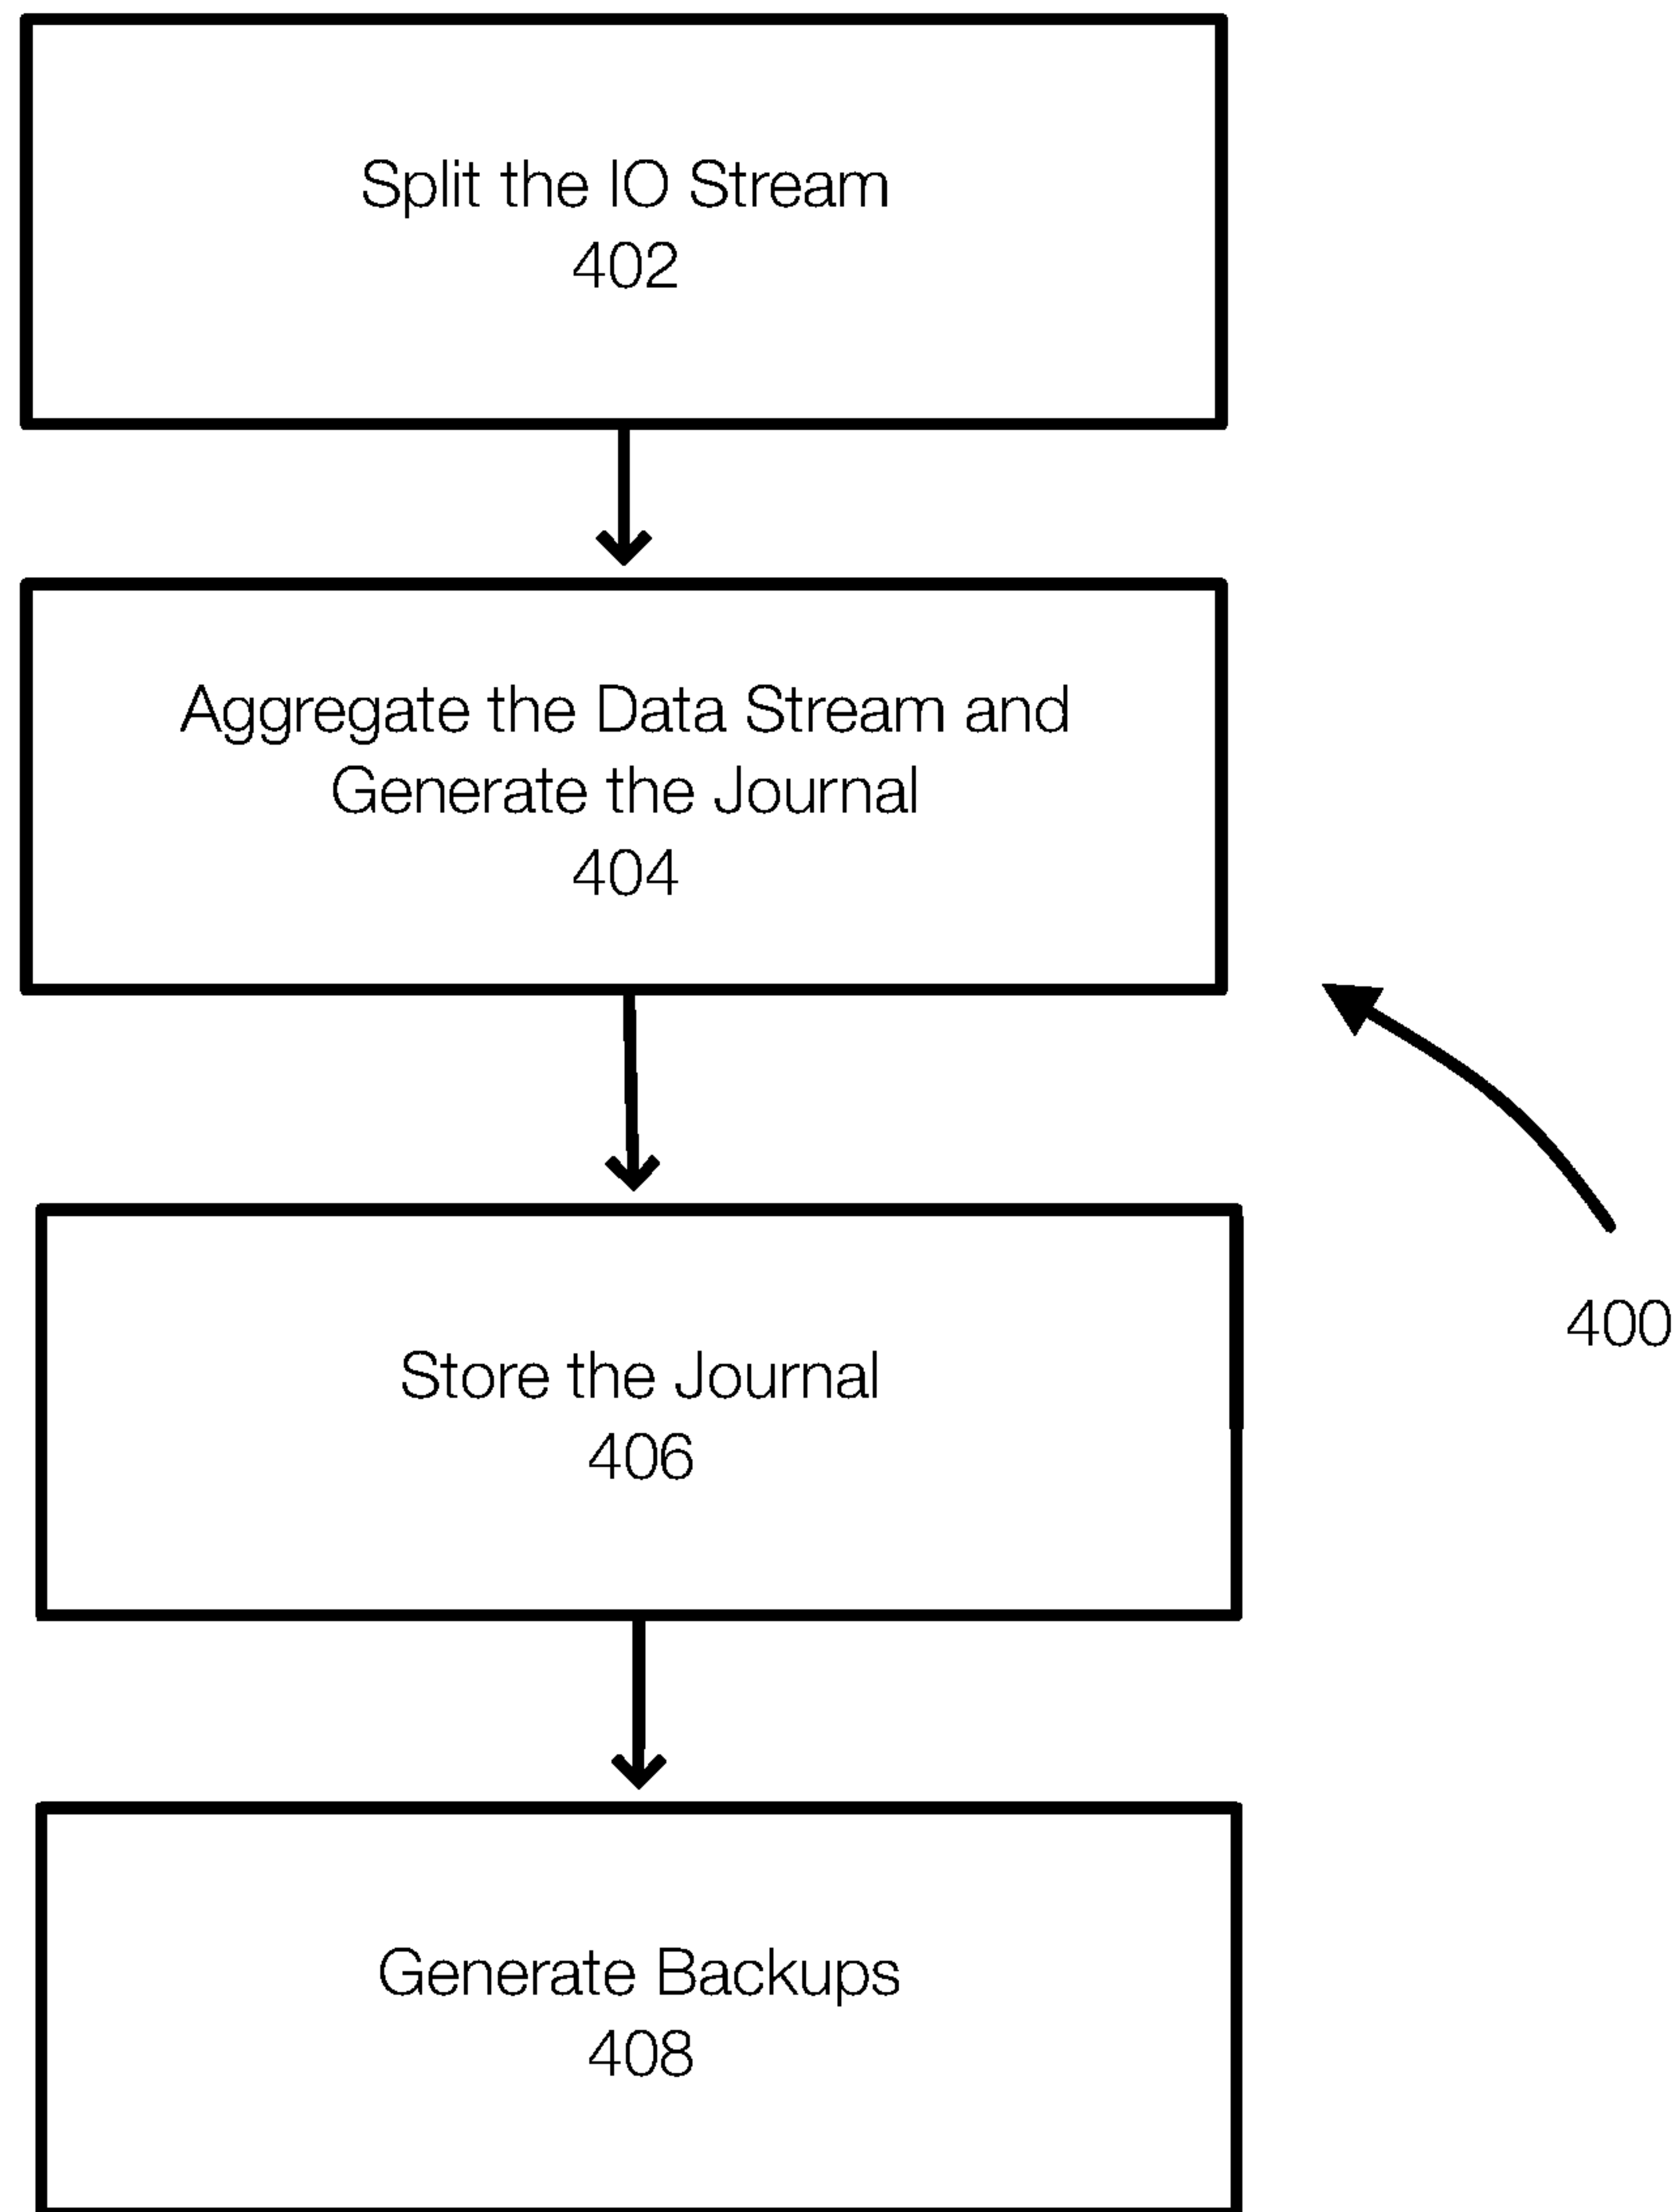 Split the IO Stream
402
Aggregate the Data Stream and
Generate the Journal
404
400
Store the Journal
406
Generate Backups
408